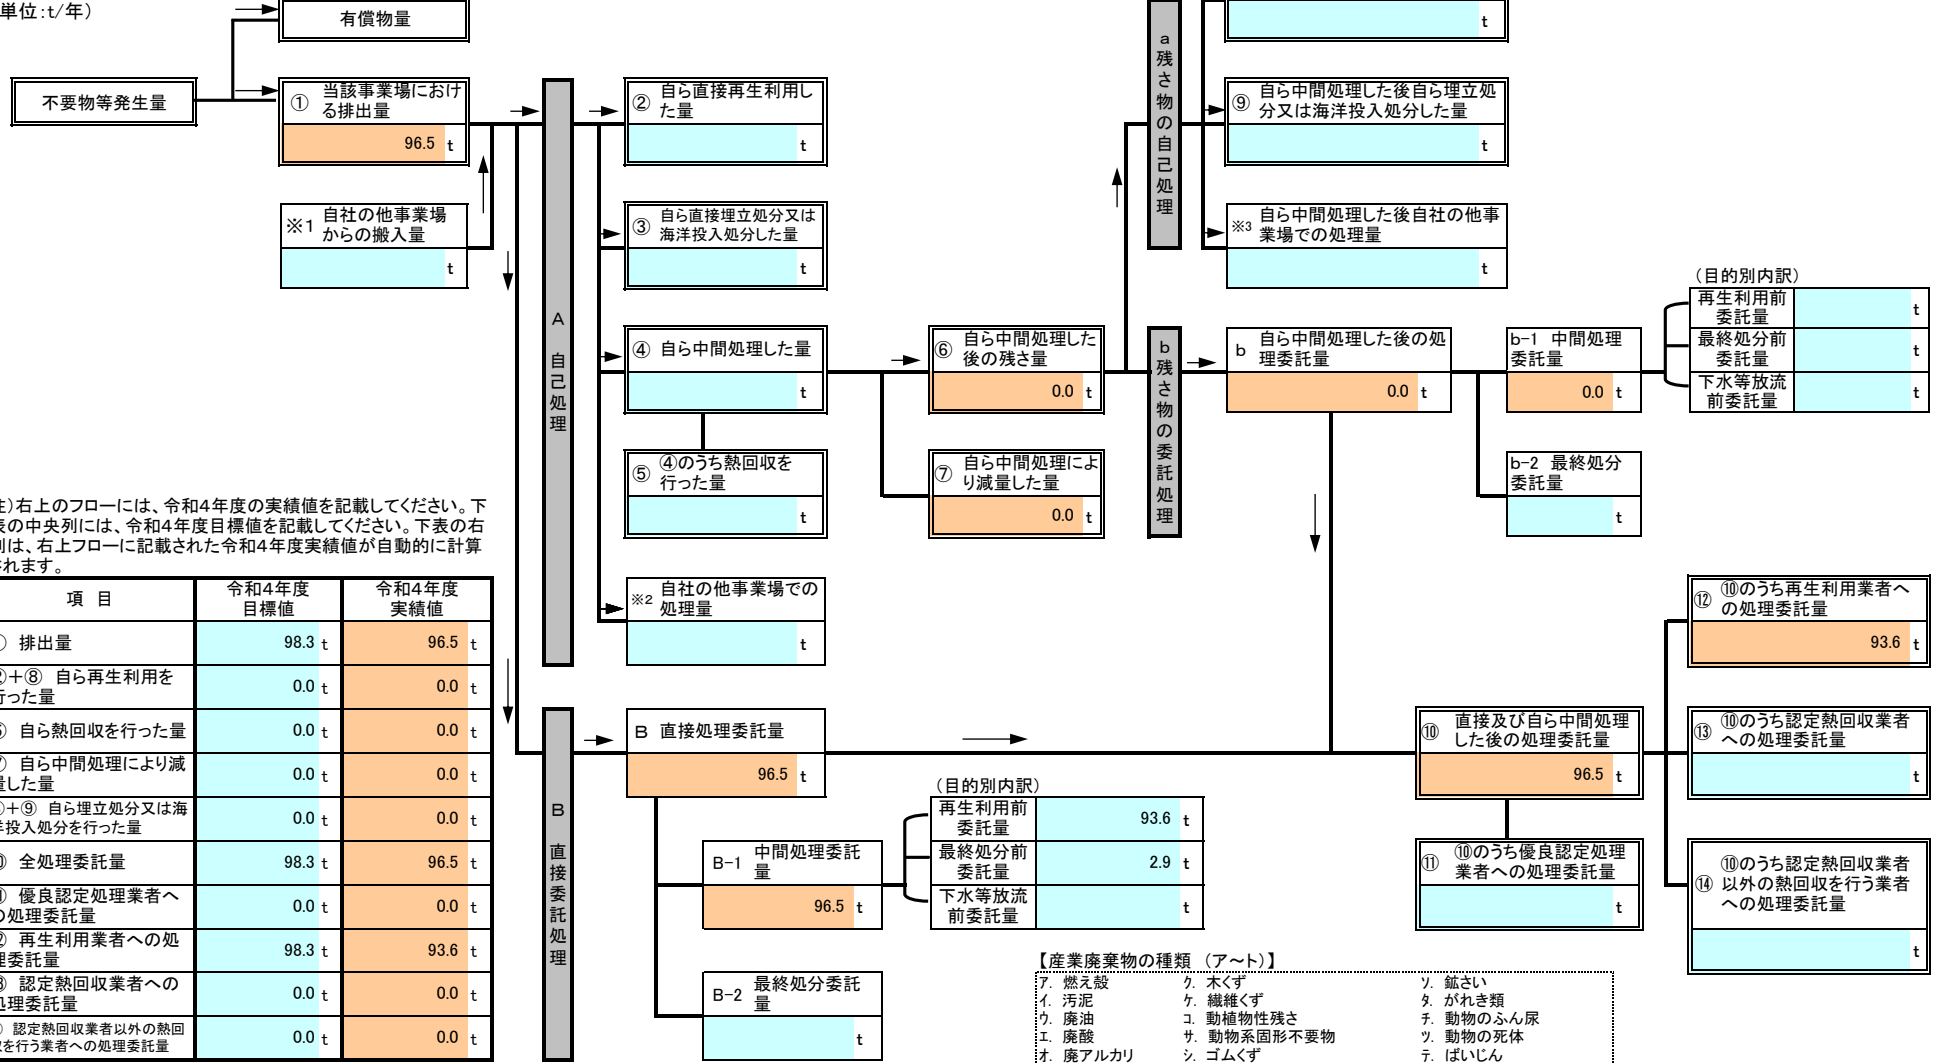 単位:t/年)
有償物量
t
不要物等発生量
① 当該事業場におけ
る排出量
96.5 t
※1 自社の他事業場
からの搬入量
t
A 自己処理
② 自ら直接再生利用し
た量
t
③ 自ら直接埋立処分又は
海洋投入処分した量
t
④ 自ら中間処理した量
t
⑤ ④のうち熱回収を
行った量
t
※2 自社の他事業場での
処理量
t
⑥ 自ら中間処理した
後の残さ量
0.0 t
⑦ 自ら中間処理によ
り減量した量
0.0 t
a残さ物の自己処理
⑨ 自ら中間処理した後自ら埋立処
分又は海洋投入処分した量
t
※3 自ら中間処理した後自社の他事
業場での処理量
t
b残さ物の委託処理
b 自ら中間処理した後の処
理委託量
0.0 t
b-1 中間処理
委託量
0.0 t
(目的別内訳)
再生利用前
委託量
t
最終処分前
委託量
t
下水等放流
前委託量
t
b-2 最終処分
委託量
t
注)右上のフローには、令和4年度の実績値を記載してください。下
表の中央列には、令和4年度目標値を記載してください。下表の右
列は、右上フローに記載された令和4年度実績値が自動的に計算
されます。
項 目 令和4年度 令和4年度
目標値 実績値
① 排出量 98.3 t 96.5 t
②+⑧ 自ら再生利用を
行った量 0.0 t 0.0 t
⑤ 自ら熱回収を行った量 0.0 t 0.0 t
⑦ 自ら中間処理により減
量した量 0.0 t 0.0 t
③+⑨ 自ら埋立処分又は海
洋投入処分を行った量 0.0 t 0.0 t
⑩ 全処理委託量 98.3 t 96.5 t
⑪ 優良認定処理業者へ
の処理委託量 0.0 t 0.0 t
⑫ 再生利用業者への処
理委託量 98.3 t 93.6 t
⑬ 認定熱回収業者への
処理委託量 0.0 t 0.0 t
⑭ 認定熱回収業者以外の熱回
収を行う業者への処理委託量 0.0 t 0.0 t
B 直接委託処理
B 直接処理委託量
96.5 t
B-1 中間処理委託
量
96.5 t
B-2 最終処分委託
量
t
(目的別内訳)
再生利用前
委託量
93.6 t
最終処分前
委託量
2.9 t
下水等放流
前委託量
t
⑩ 直接及び自ら中間処理
した後の処理委託量
96.5 t
⑪ ⑩のうち優良認定処理
業者への処理委託量
t
⑫ ⑩のうち再生利用業者へ
の処理委託量
93.6 t
⑬ ⑩のうち認定熱回収業者
への処理委託量
t
⑭ ⑩のうち認定熱回収業者
以外の熱回収を行う業者
への処理委託量
t
【産業廃棄物の種類 (ア~ト)】
ア. 燃え殻 ク. 木くず ソ. 鉱さい
イ. 汚泥 ケ. 繊維くず タ. がれき類
ウ. 廃油 コ. 動植物性残さ チ. 動物のふん尿
エ. 廃酸 サ. 動物系固形不要物 ツ. 動物の死体
オ. 廃アルカリ シ. ゴムくず テ. ばいじん